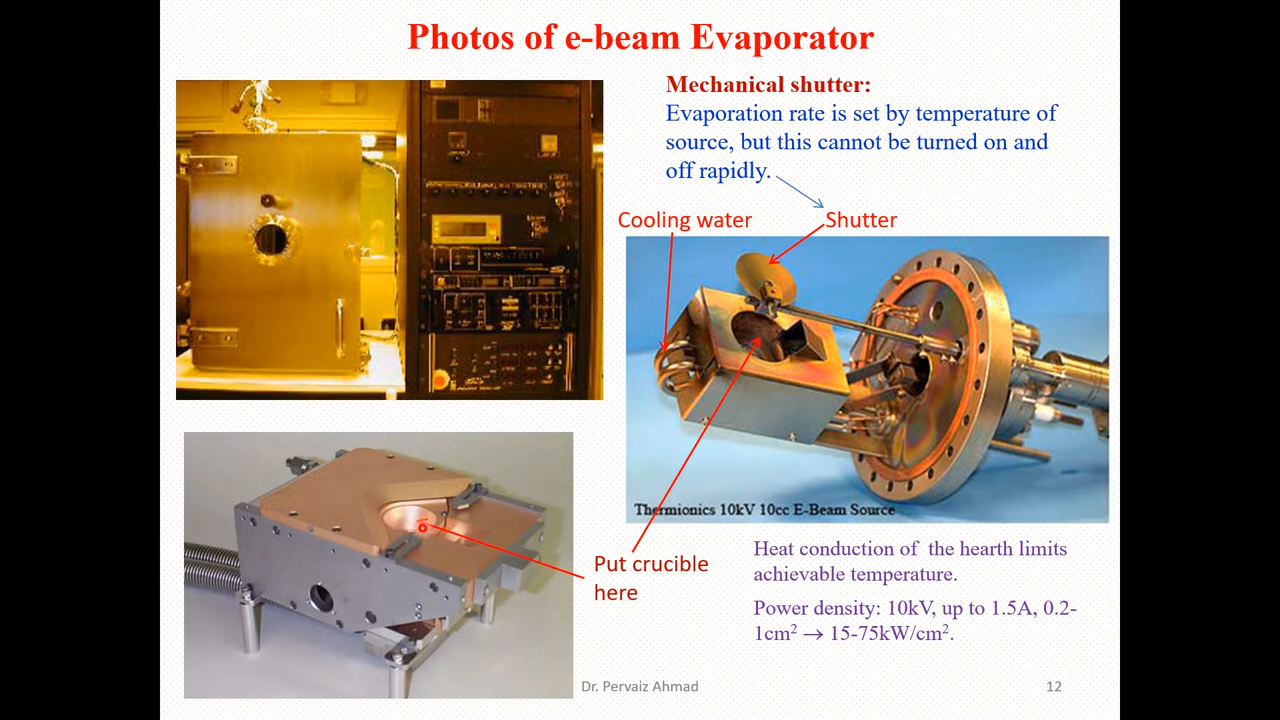 Photos of e-beam Evaporator
Mechanical shutter:
Evaporation rate is set by temperature of
source, but this cannot be turned on and
off rapidly.
Cooling water
Shutter
Thermionics 10kV 10cc E-Beam Source
Put crucible
here
Heat conduction of the hearth limits
achievable temperature.
Power density: 10kV, up to 1.5A, 0.2-
1cm² → 15-75kW/cm².
Dr. Pervaiz Ahmad
12